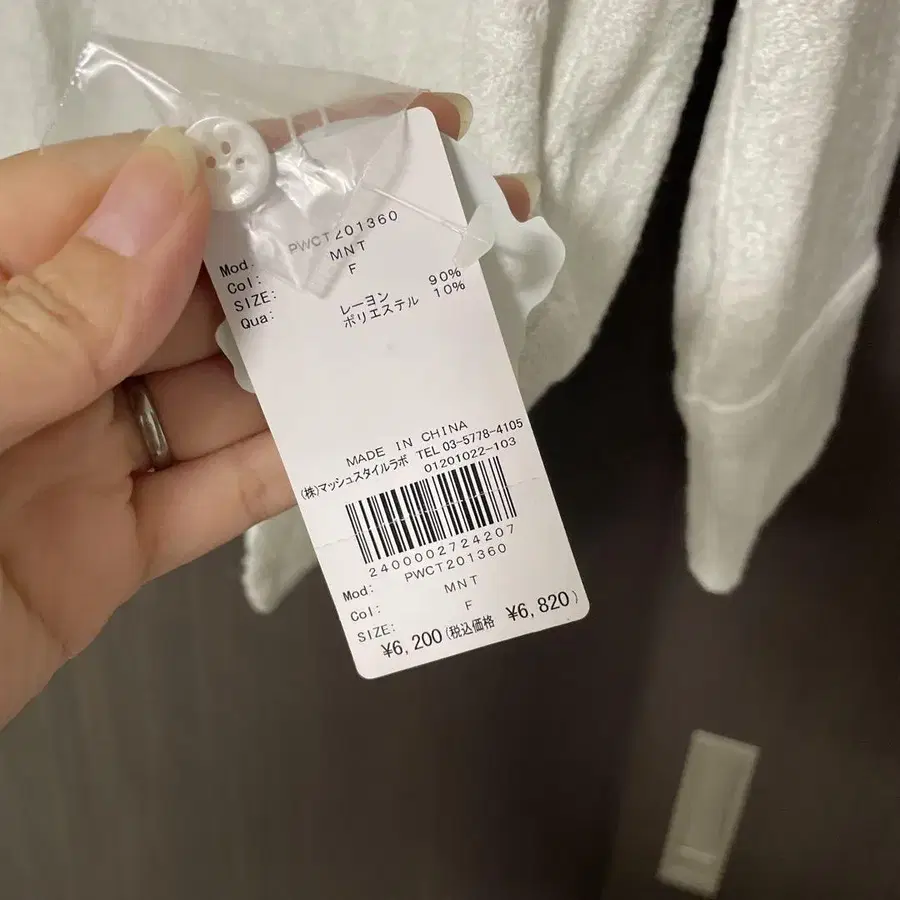 Mod: PWCT201360
Col: MNT
SIZE: F
Qua: レーヨン 90%
ポリエステル 10%
MADE IN CHINA
(株)マッシュスタイルラボ TEL 03-5778-4105
01201022-103
2400002724207
Mod: PWCT201360
Col: MNT
SIZE: F
¥6,200(税込価格 ¥6,820)